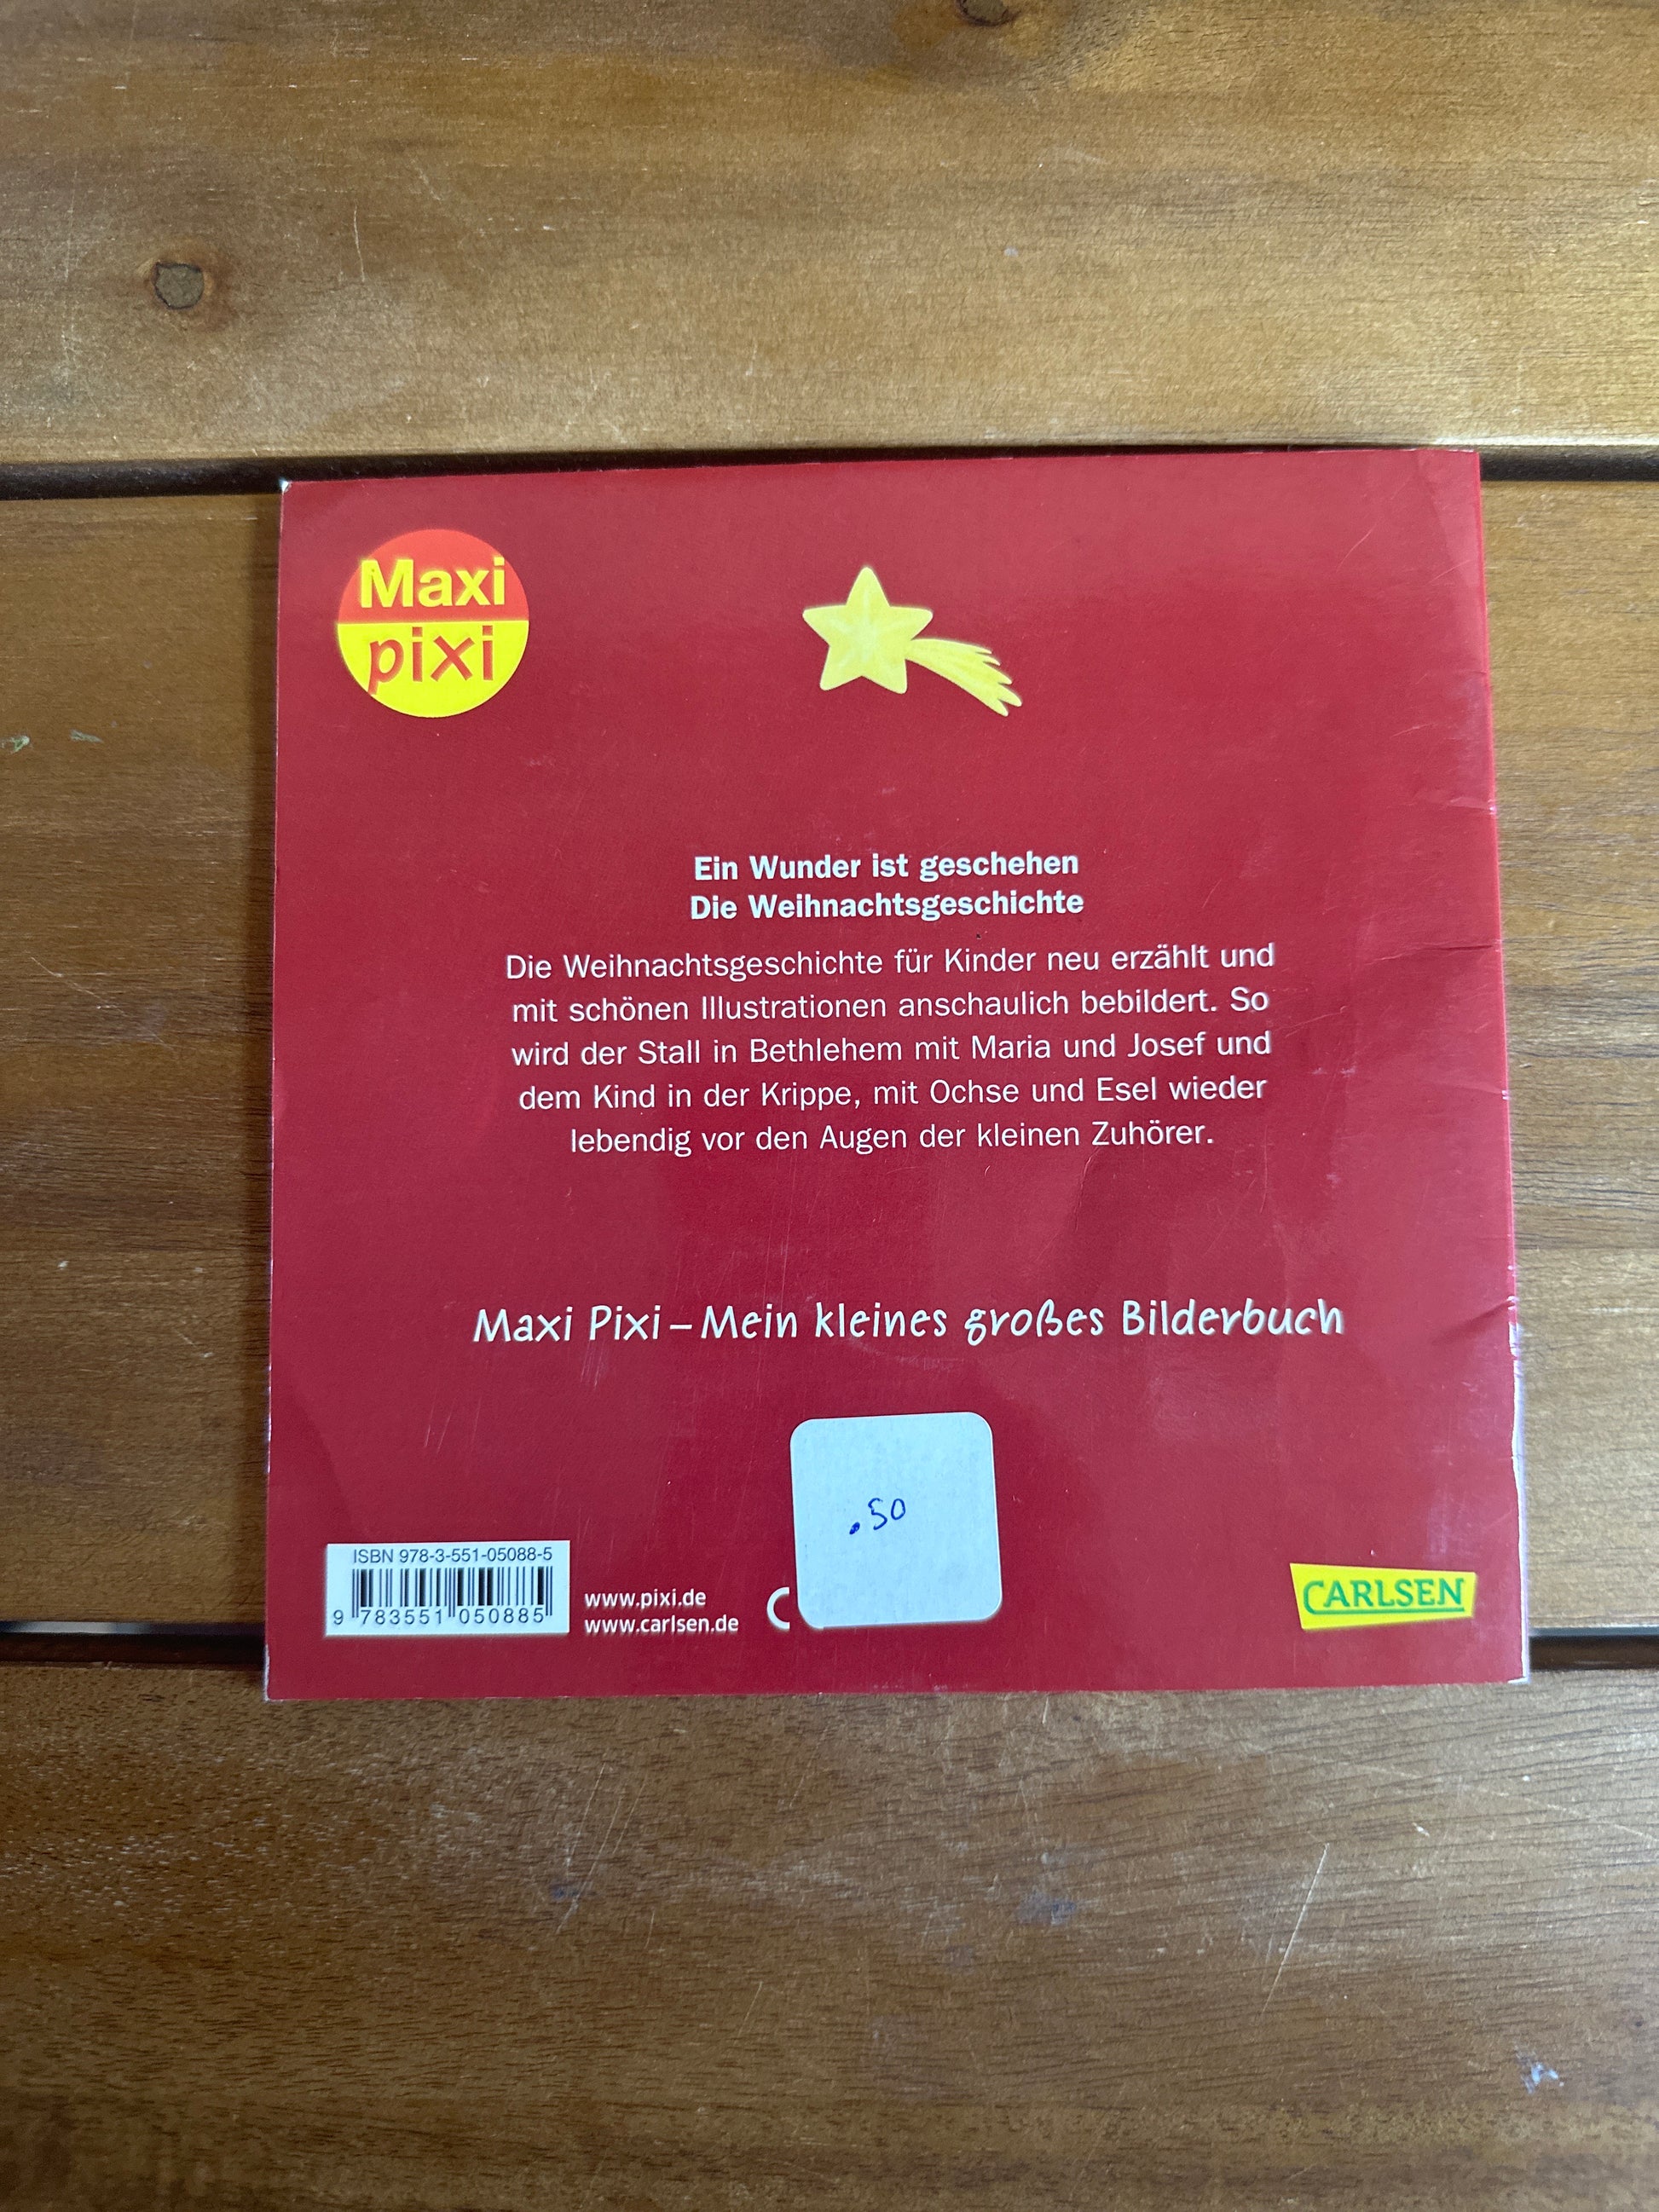 Maxi
pixi
Ein Wunder ist geschehen
Die Weihnachtsgeschichte
Die Weihnachtsgeschichte für Kinder neu erzählt und
mit schönen Illustrationen anschaulich bebildert. So
wird der Stall in Bethlehem mit Maria und Josef und
dem Kind in der Krippe, mit Ochse und Esel wieder
lebendig vor den Augen der kleinen Zuhörer.
Maxi Pixi – Mein kleines großes Bilderbuch
.50
ISBN 978-3-551-05088-5
9 783551 050885
www.pixi.de
www.carlsen.de
CARLSEN